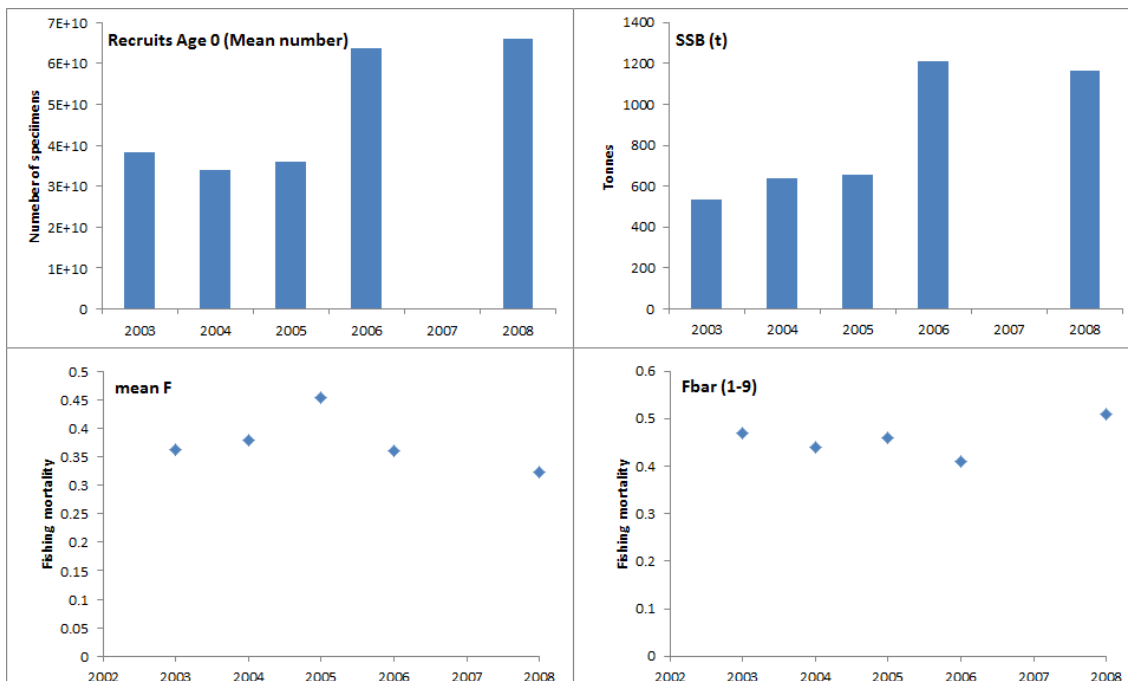 Recruits Age 0 (Mean number)
Numeber of speciimens
7E+10
6E+10
5E+10
4E+10
3E+10
2E+10
1E+10
0
2003 2004 2005 2006 2007 2008
SSB (t)
Tonnes
1400
1200
1000
800
600
400
200
0
2003 2004 2005 2006 2007 2008
mean F
Fishing mortality
0.5
0.45
0.4
0.35
0.3
0.25
0.2
0.15
0.1
0.05
0
2002 2003 2004 2005 2006 2007 2008
Fbar (1-9)
Fishing mortality
0.6
0.5
0.4
0.3
0.2
0.1
0
2002 2003 2004 2005 2006 2007 2008